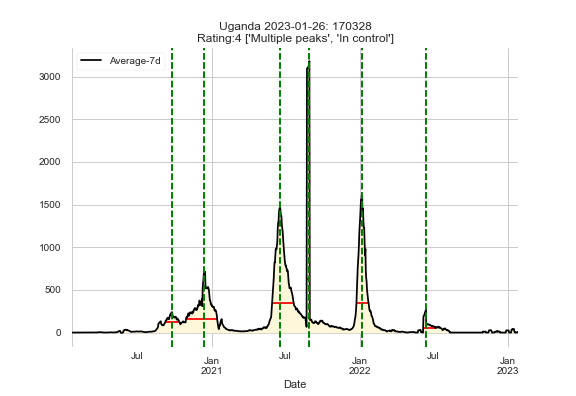 Uganda 2023-01-26: 170328
Rating:4 ['Multiple peaks', 'In control']
Average-7d
3000
2500
2000
1500
1000
500
0
Jul
Jan
2021
Jul
Jan
2022
Jul
Jan
2023
Date